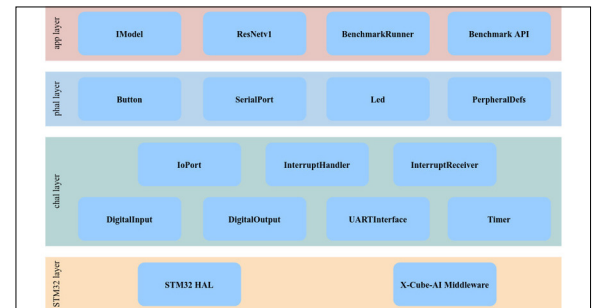 app layer
IModel
ResNetv1
BenchmarkRunner
Benchmark API
phal layer
Button
SerialPort
Led
PerpheralDefs
chal layer
IoPort
InterruptHandler
InterruptReceiver
DigitalInput
DigitalOutput
UARTInterface
Timer
STM32 layer
STM32 HAL
X-Cube-AI Middleware